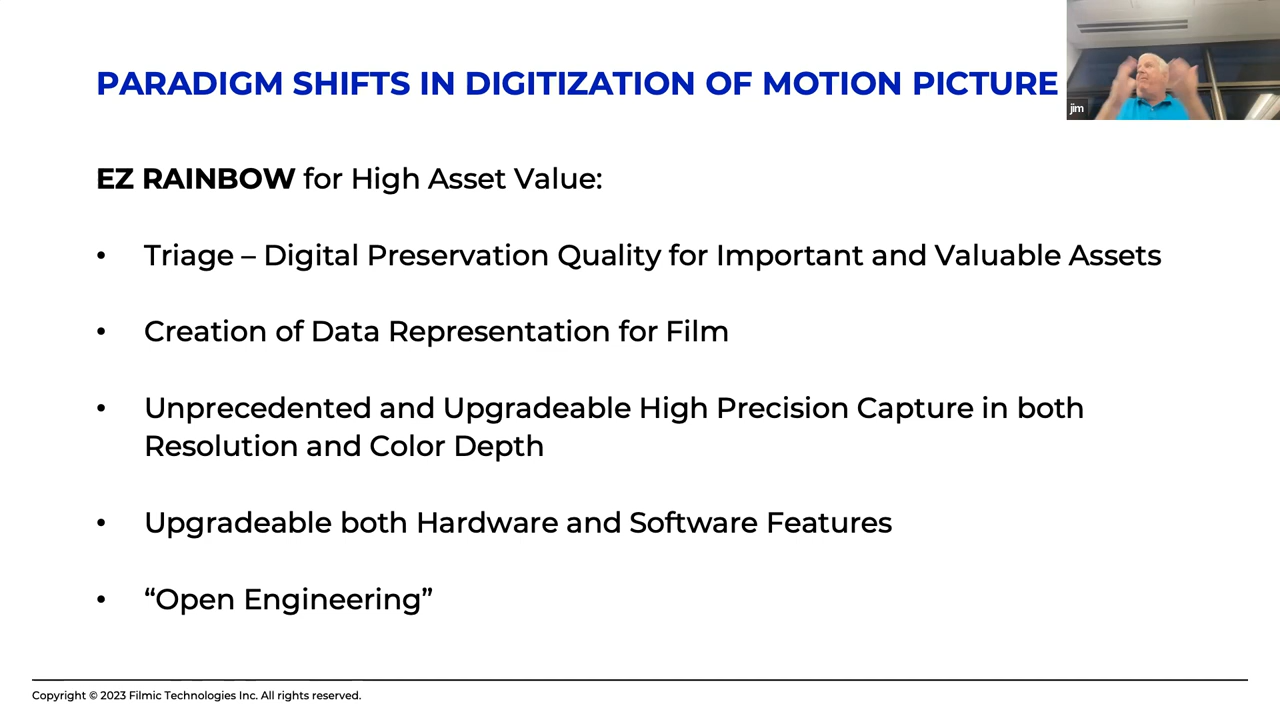 PARADIGM SHIFTS IN DIGITIZATION OF MOTION PICTURE
jim
EZ RAINBOW for High Asset Value:
• Triage – Digital Preservation Quality for Important and Valuable Assets
• Creation of Data Representation for Film
• Unprecedented and Upgradeable High Precision Capture in both
Resolution and Color Depth
• Upgradeable both Hardware and Software Features
• “Open Engineering”
Copyright © 2023 Filmic Technologies Inc. All rights reserved.